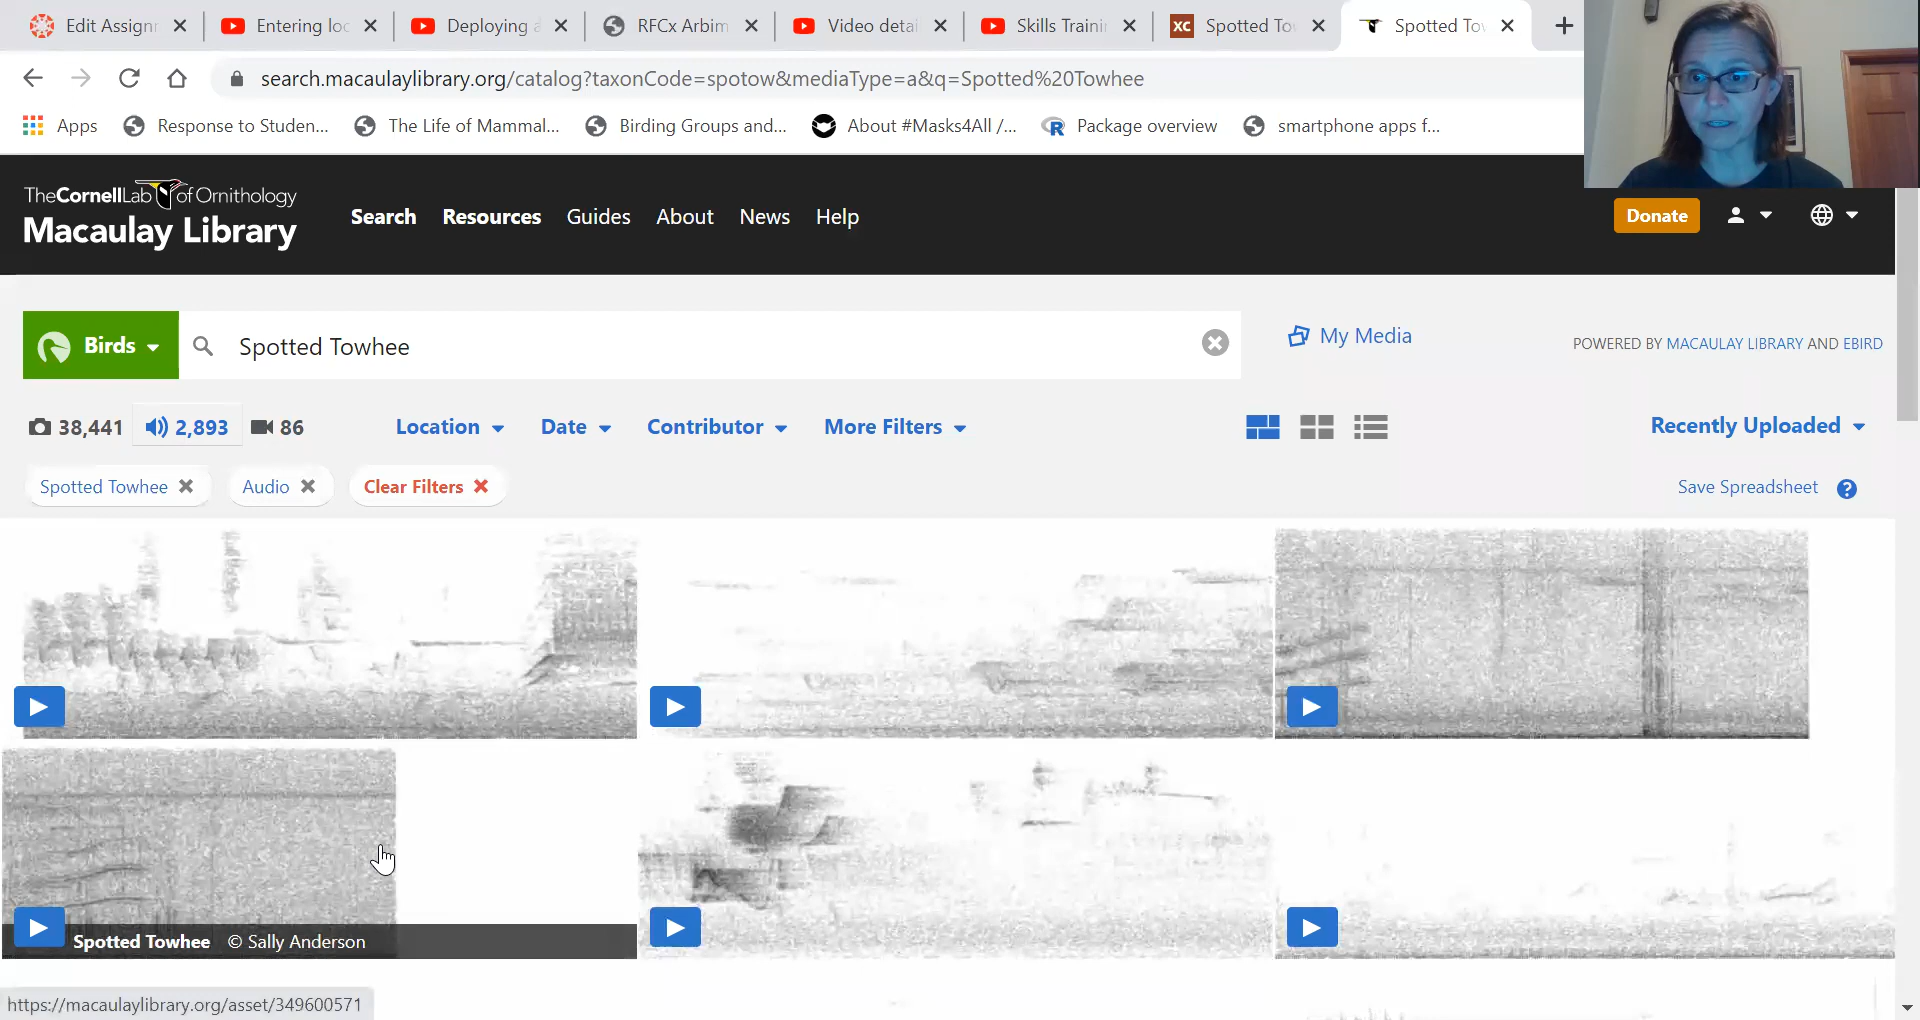 Edit Assignm
Entering loc
Deploying a
RFCx Arbim
Video detai
Skills Trainin
XC Spotted To
Spotted Tow
search.macaulaylibrary.org/catalog?taxonCode=spotow&mediaType=a&q=Spotted%20Towhee
Apps
Response to Studen...
The Life of Mammal...
Birding Groups and...
About #Masks4All /...
Package overview
smartphone apps f...
TheCornellLab of Ornithology
Macaulay Library
Search
Resources
Guides
About
News
Help
Donate
Birds
Spotted Towhee
My Media
POWERED BY MACAULAY LIBRARY AND EBIRD
38,441
2,893
86
Location
Date
Contributor
More Filters
Recently Uploaded
Spotted Towhee
Audio
Clear Filters
Save Spreadsheet
Spotted Towhee © Sally Anderson
https://macaulaylibrary.org/asset/349600571